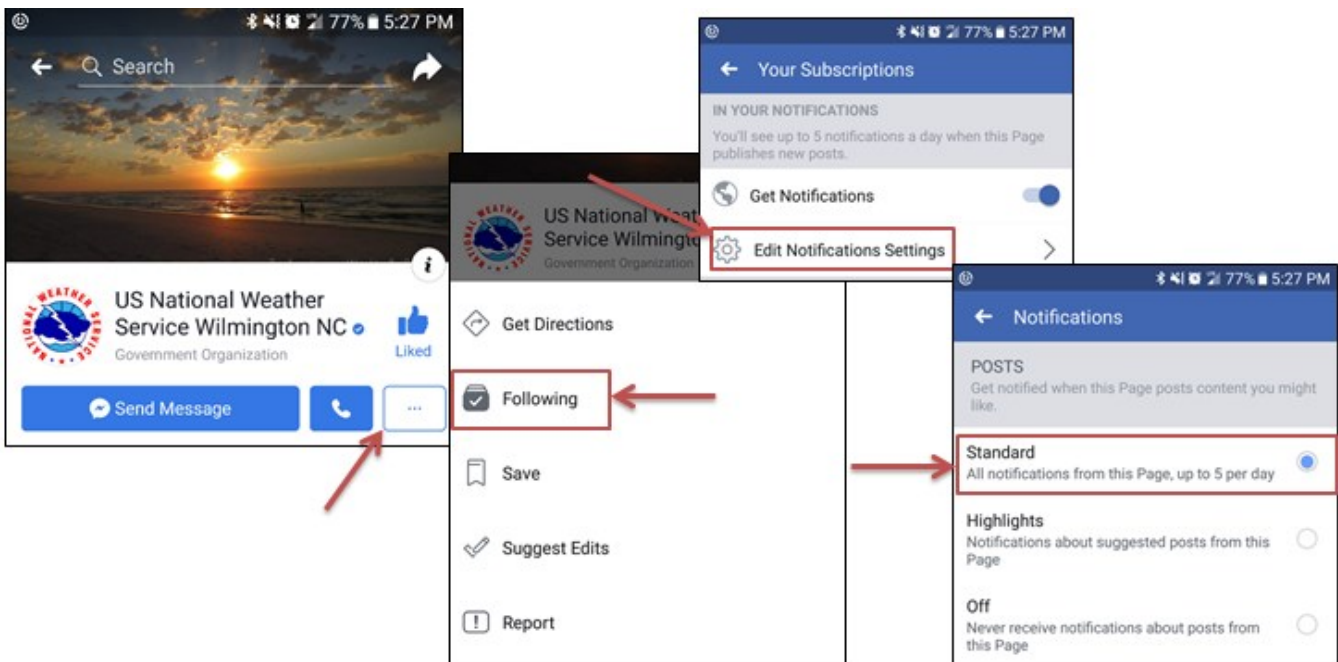 77% 5:27 PM
Search
i
NATIONAL WEATHER SERVICE
US National Weather
Service Wilmington NC
Government Organization
Liked
Send Message
...
US National Weat
Service Wilmingto
Government Organization
Get Directions
Following
Save
Suggest Edits
Report
77% 5:27 PM
Your Subscriptions
IN YOUR NOTIFICATIONS
You'll see up to 5 notifications a day when this Page
publishes new posts.
Get Notifications
Edit Notifications Settings
77% 5:27 PM
Notifications
POSTS
Get notified when this Page posts content you might
like.
Standard
All notifications from this Page, up to 5 per day
Highlights
Notifications about suggested posts from this
Page
Off
Never receive notifications about posts from
this Page